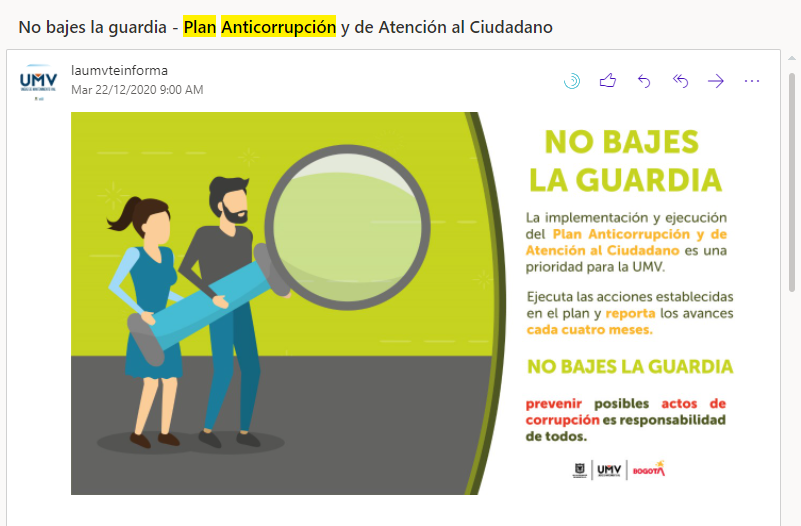 No bajes la guardia - Plan Anticorrupción y de Atención al Ciudadano
UMV
laumvteinforma
Mar 22/12/2020 9:00 AM
NO BAJES
LA GUARDIA
La implementación y ejecución
del Plan Anticorrupción y de
Atención al Ciudadano es una
prioridad para la UMV.
Ejecuta las acciones establecidas
en el plan y reporta los avances
cada cuatro meses.
NO BAJES LA GUARDIA
prevenir posibles actos de
corrupción es responsabilidad
de todos.
UMV
BOGOTÁ